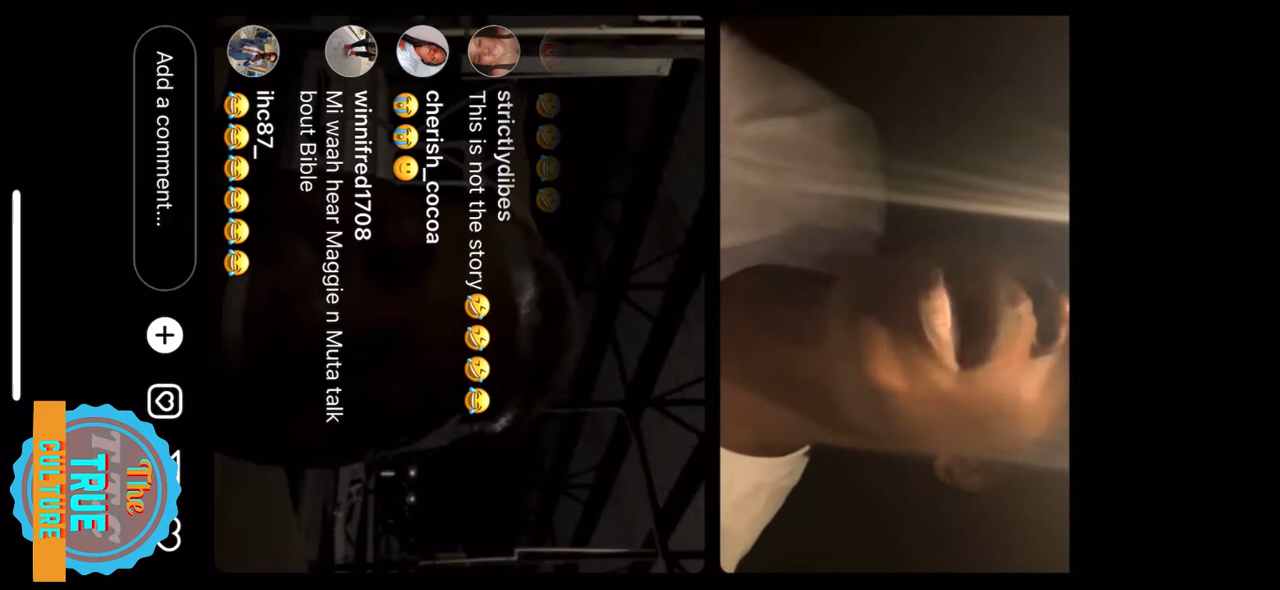 strictlydibes
This is not the story🤣🤣🤣😂
cherish_cocoa
😭😭🙂
winnifred1708
Mi waah hear Maggie n Muta talk
bout Bible
ihc87_
😂😂😂😂😂😂
Add a comment...
The
TRUE
CULTURE